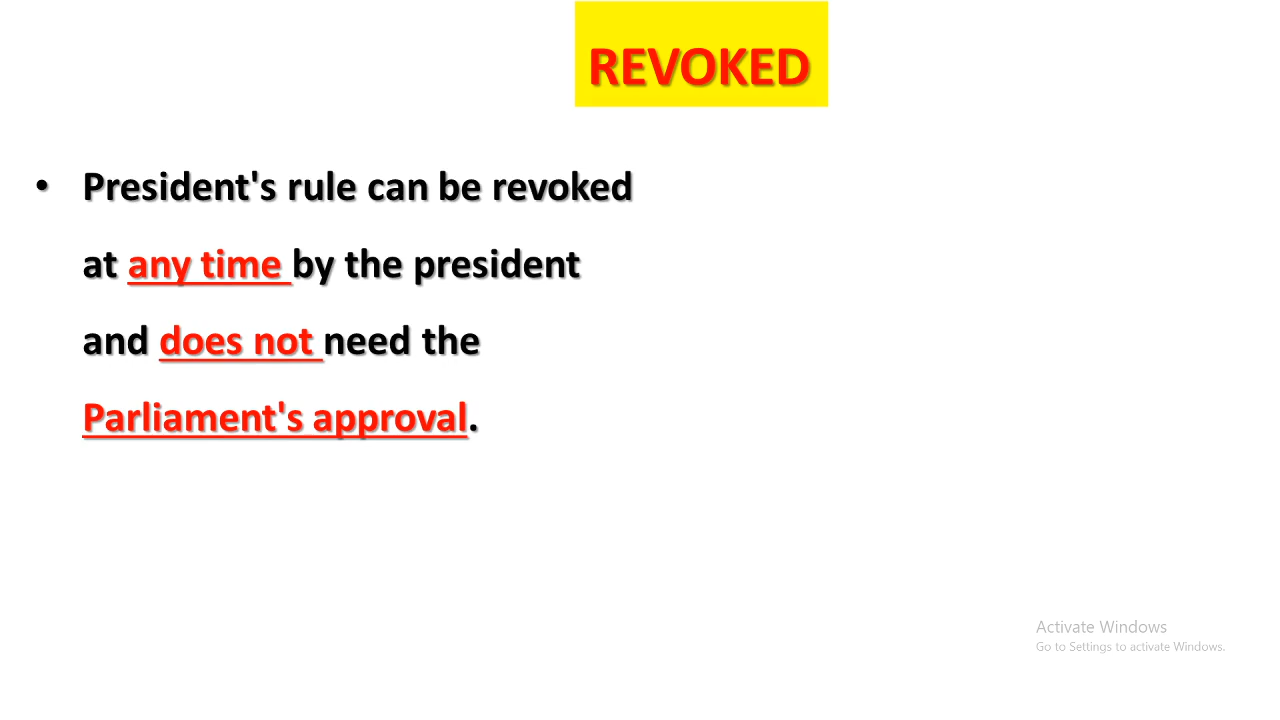 REVOKED
• President's rule can be revoked
at any time by the president
and does not need the
Parliament's approval.
Activate Windows
Go to Settings to activate Windows.